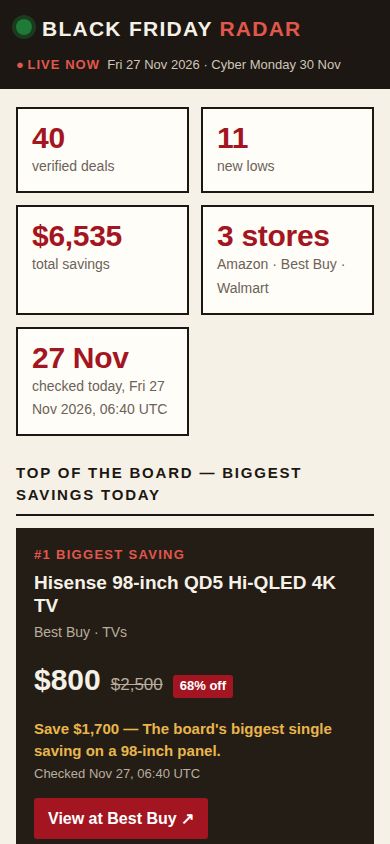 BLACK FRIDAY RADAR
● LIVE NOW Fri 27 Nov 2026 · Cyber Monday 30 Nov
40
verified deals
11
new lows
$6,535
total savings
3 stores
Amazon · Best Buy ·
Walmart
27 Nov
checked today, Fri 27
Nov 2026, 06:40 UTC
TOP OF THE BOARD — BIGGEST
SAVINGS TODAY
#1 BIGGEST SAVING
Hisense 98-inch QD5 Hi-QLED 4K
TV
Best Buy · TVs
$800 $2,500 68% off
Save $1,700 — The board's biggest single
saving on a 98-inch panel.
Checked Nov 27, 06:40 UTC
View at Best Buy ↗